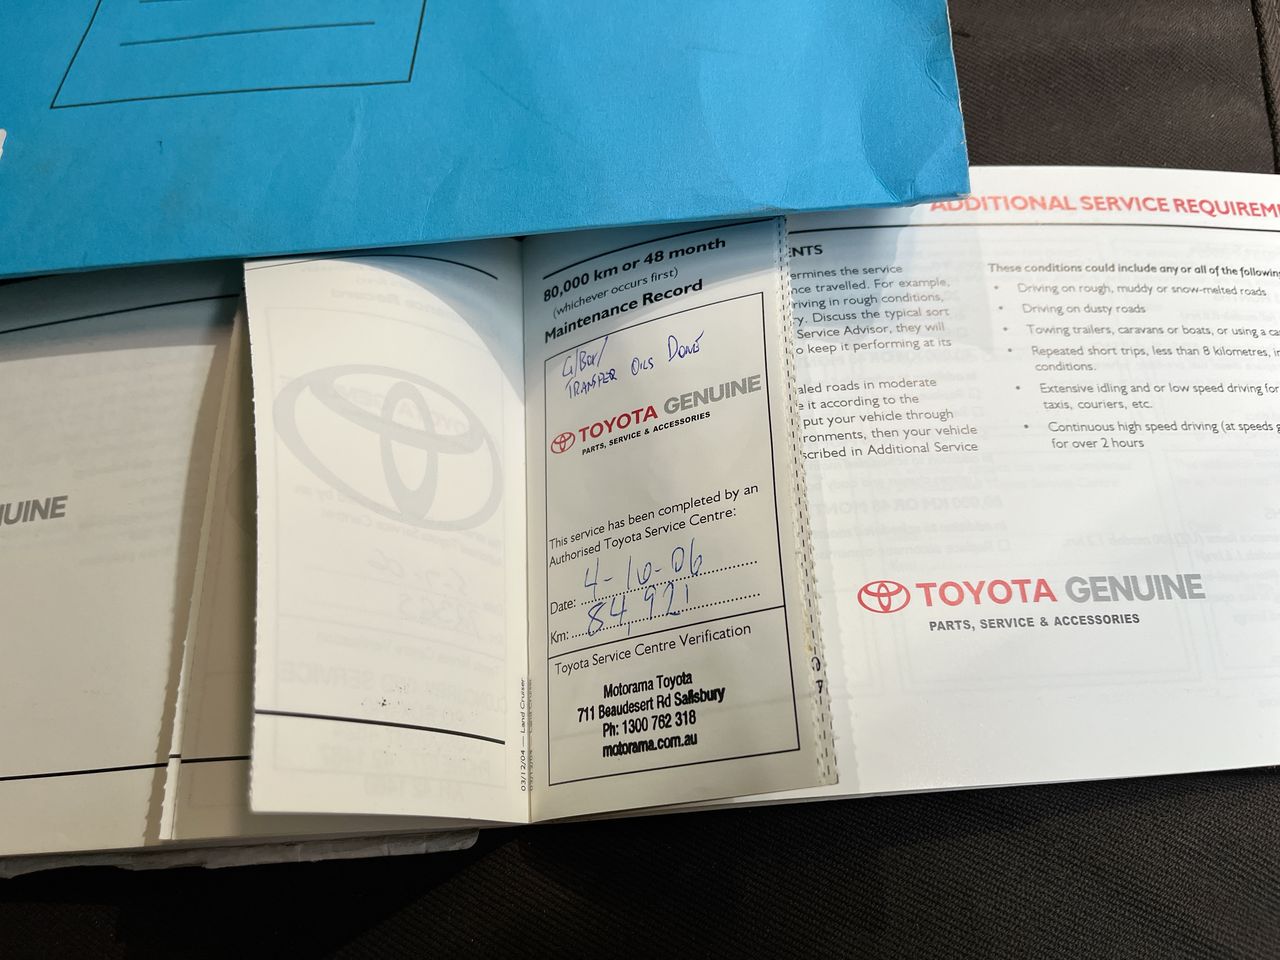 UINE
80,000 km or 48 month
(whichever occurs first)
Maintenance Record
G/Box/
TRANSFER OILS DONE
TOYOTA GENUINE
PARTS, SERVICE & ACCESSORIES
This service has been completed by an
Authorised Toyota Service Centre:
Date: 4-10-06
Km: 84,921
Toyota Service Centre Verification
Motorama Toyota
711 Beaudesert Rd Salisbury
Ph: 1300 762 318
motorama.com.au
03/12/04 — Land Cruiser
ADDITIONAL SERVICE REQUIREM
NTS
ermines the service
nce travelled. For example,
riving in rough conditions,
y. Discuss the typical sort
Service Advisor, they will
o keep it performing at its
aled roads in moderate
e it according to the
put your vehicle through
ronments, then your vehicle
scribed in Additional Service
These conditions could include any or all of the following
• Driving on rough, muddy or snow-melted roads
• Driving on dusty roads
• Towing trailers, caravans or boats, or using a ca
• Repeated short trips, less than 8 kilometres, in
conditions.
• Extensive idling and or low speed driving for
taxis, couriers, etc.
• Continuous high speed driving (at speeds g
for over 2 hours
TOYOTA GENUINE
PARTS, SERVICE & ACCESSORIES